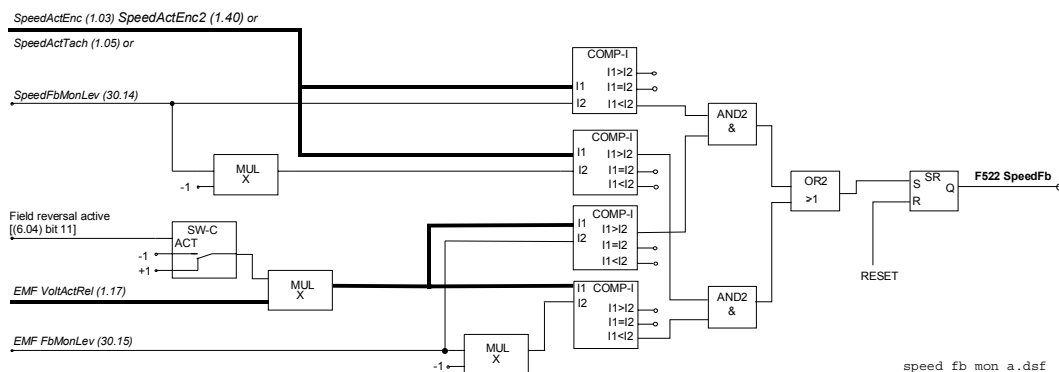 SpeedActEnc (1.03) SpeedActEnc2 (1.40) or
SpeedActTach (1.05) or
COMP-I
I1>I2
I1=I2
I1<I2
I1
I2
SpeedFbMonLev (30.14)
AND2
&
COMP-I
I1>I2
I1=I2
I1<I2
I1
I2
MUL
X
-1
OR2
>1
SR
S
R
Q
F522 SpeedFb
Field reversal active
[(6.04) bit 11]
SW-C
ACT
-1
+1
COMP-I
I1>I2
I1=I2
I1<I2
I1
I2
RESET
MUL
X
EMF VoltActRel (1.17)
COMP-I
I1>I2
I1=I2
I1<I2
I1
I2
AND2
&
EMF FbMonLev (30.15)
MUL
X
-1
speed fb mon a.dsf